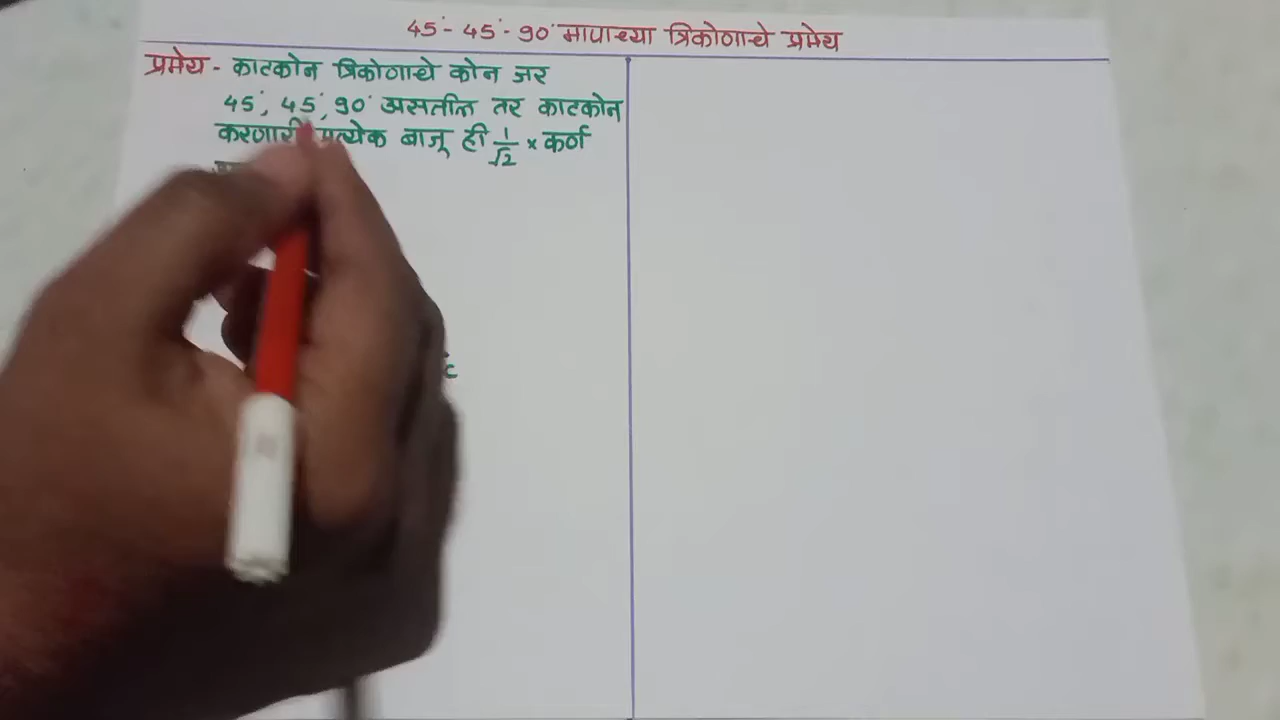 45°- 45°- 90° मापाच्या त्रिकोणाचे प्रमेय
प्रमेय - काटकोन त्रिकोणाचे कोन जर
45°, 45°, 90° असतील तर काटकोन
करणारी प्रत्येक बाजू ही 1/√2 × कर्ण
C